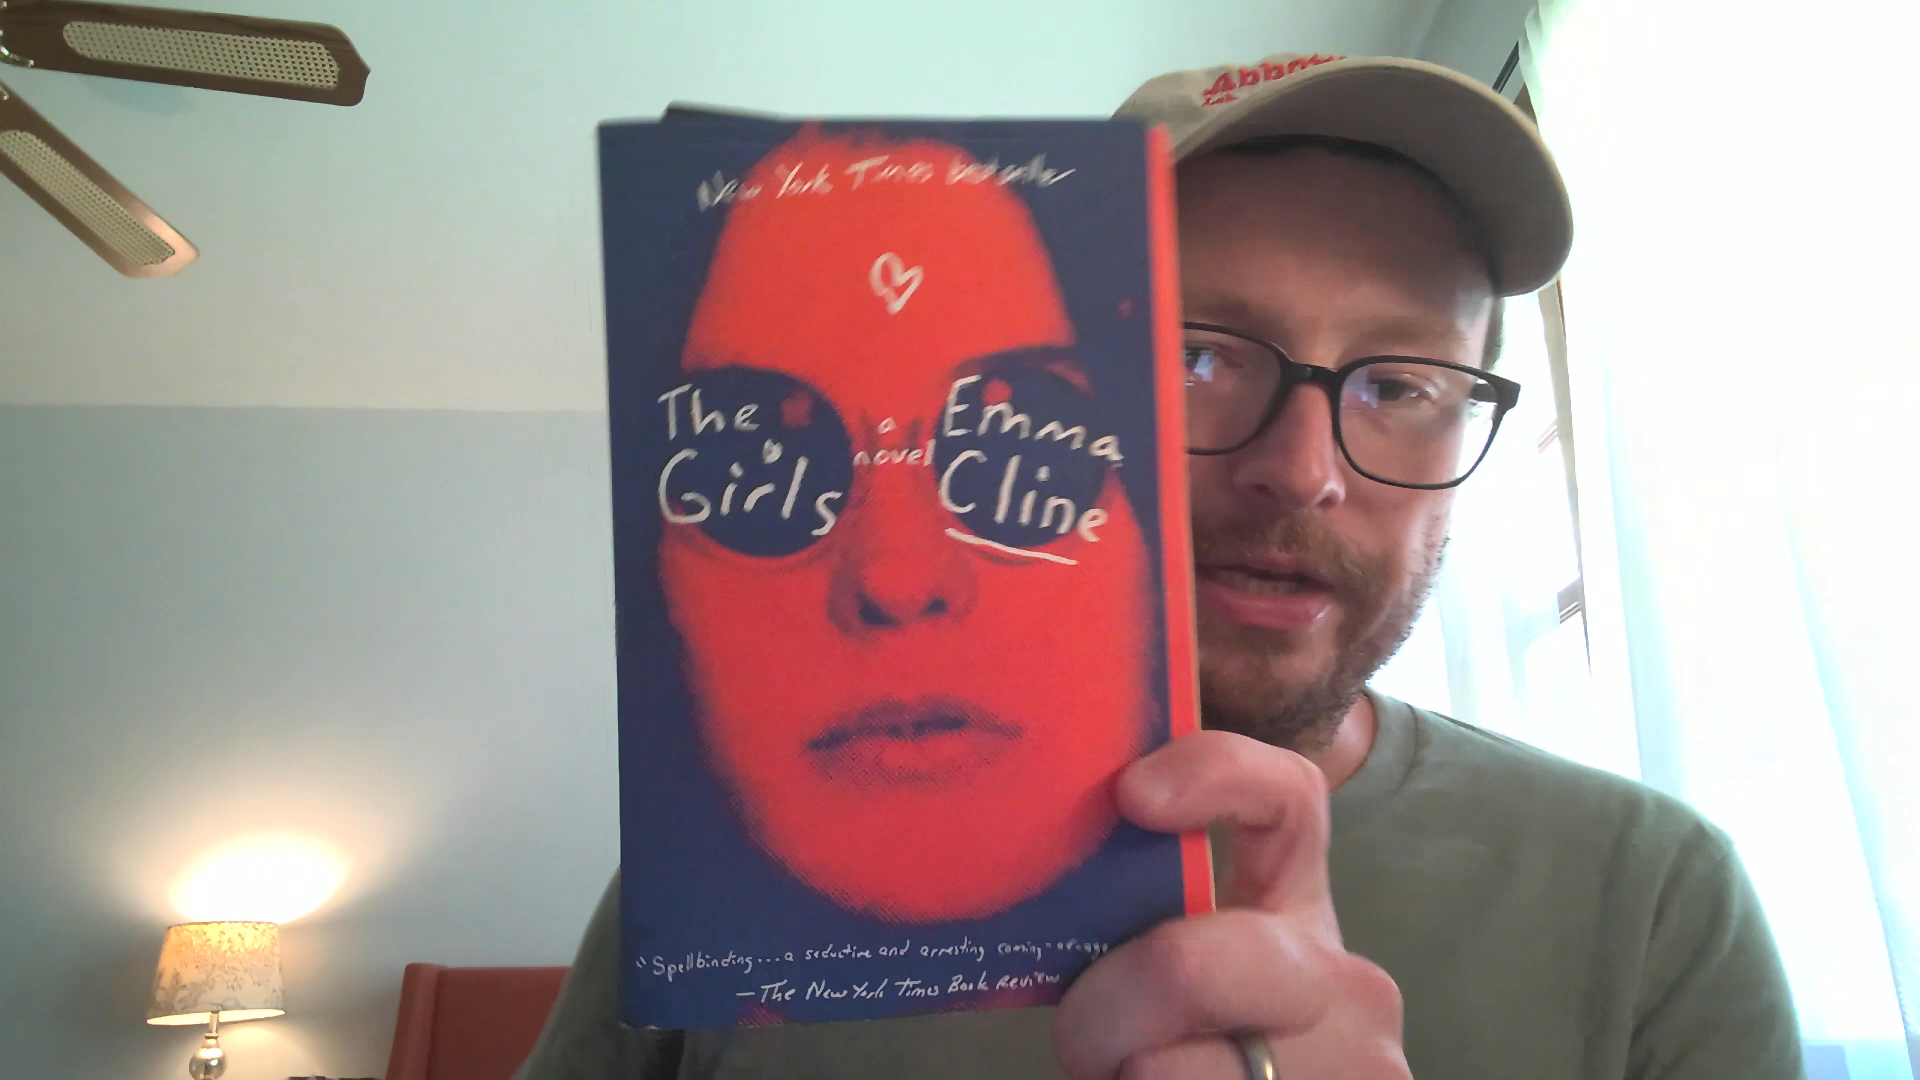 Abbott
New York Times bestseller
The
Girls
a
novel
Emma
Cline
"Spellbinding...a seductive and arresting coming-of-age
—The New York Times Book Review